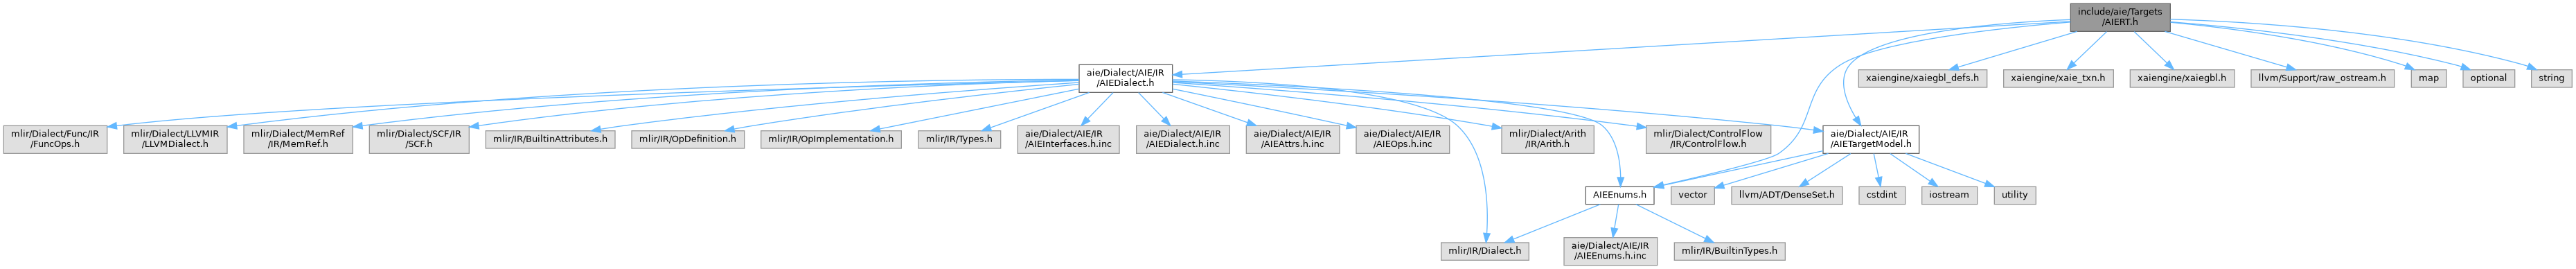 include/aie/Targets
/AIERT.h
aie/Dialect/AIE/IR
/AIEDialect.h
xaiengine/xaiegbl_defs.h
xaiengine/xaie_txn.h
xaiengine/xaiegbl.h
llvm/Support/raw_ostream.h
map
optional
string
mlir/Dialect/Func/IR
/FuncOps.h
mlir/Dialect/LLVMIR
/LLVMDialect.h
mlir/Dialect/MemRef
/IR/MemRef.h
mlir/Dialect/SCF/IR
/SCF.h
mlir/IR/BuiltinAttributes.h
mlir/IR/OpDefinition.h
mlir/IR/OpImplementation.h
mlir/IR/Types.h
aie/Dialect/AIE/IR
/AIEInterfaces.h.inc
aie/Dialect/AIE/IR
/AIEDialect.h.inc
aie/Dialect/AIE/IR
/AIEAttrs.h.inc
aie/Dialect/AIE/IR
/AIEOps.h.inc
mlir/Dialect/Arith
/IR/Arith.h
mlir/Dialect/ControlFlow
/IR/ControlFlow.h
aie/Dialect/AIE/IR
/AIETargetModel.h
AIEEnums.h
vector
llvm/ADT/DenseSet.h
cstdint
iostream
utility
mlir/IR/Dialect.h
aie/Dialect/AIE/IR
/AIEEnums.h.inc
mlir/IR/BuiltinTypes.h